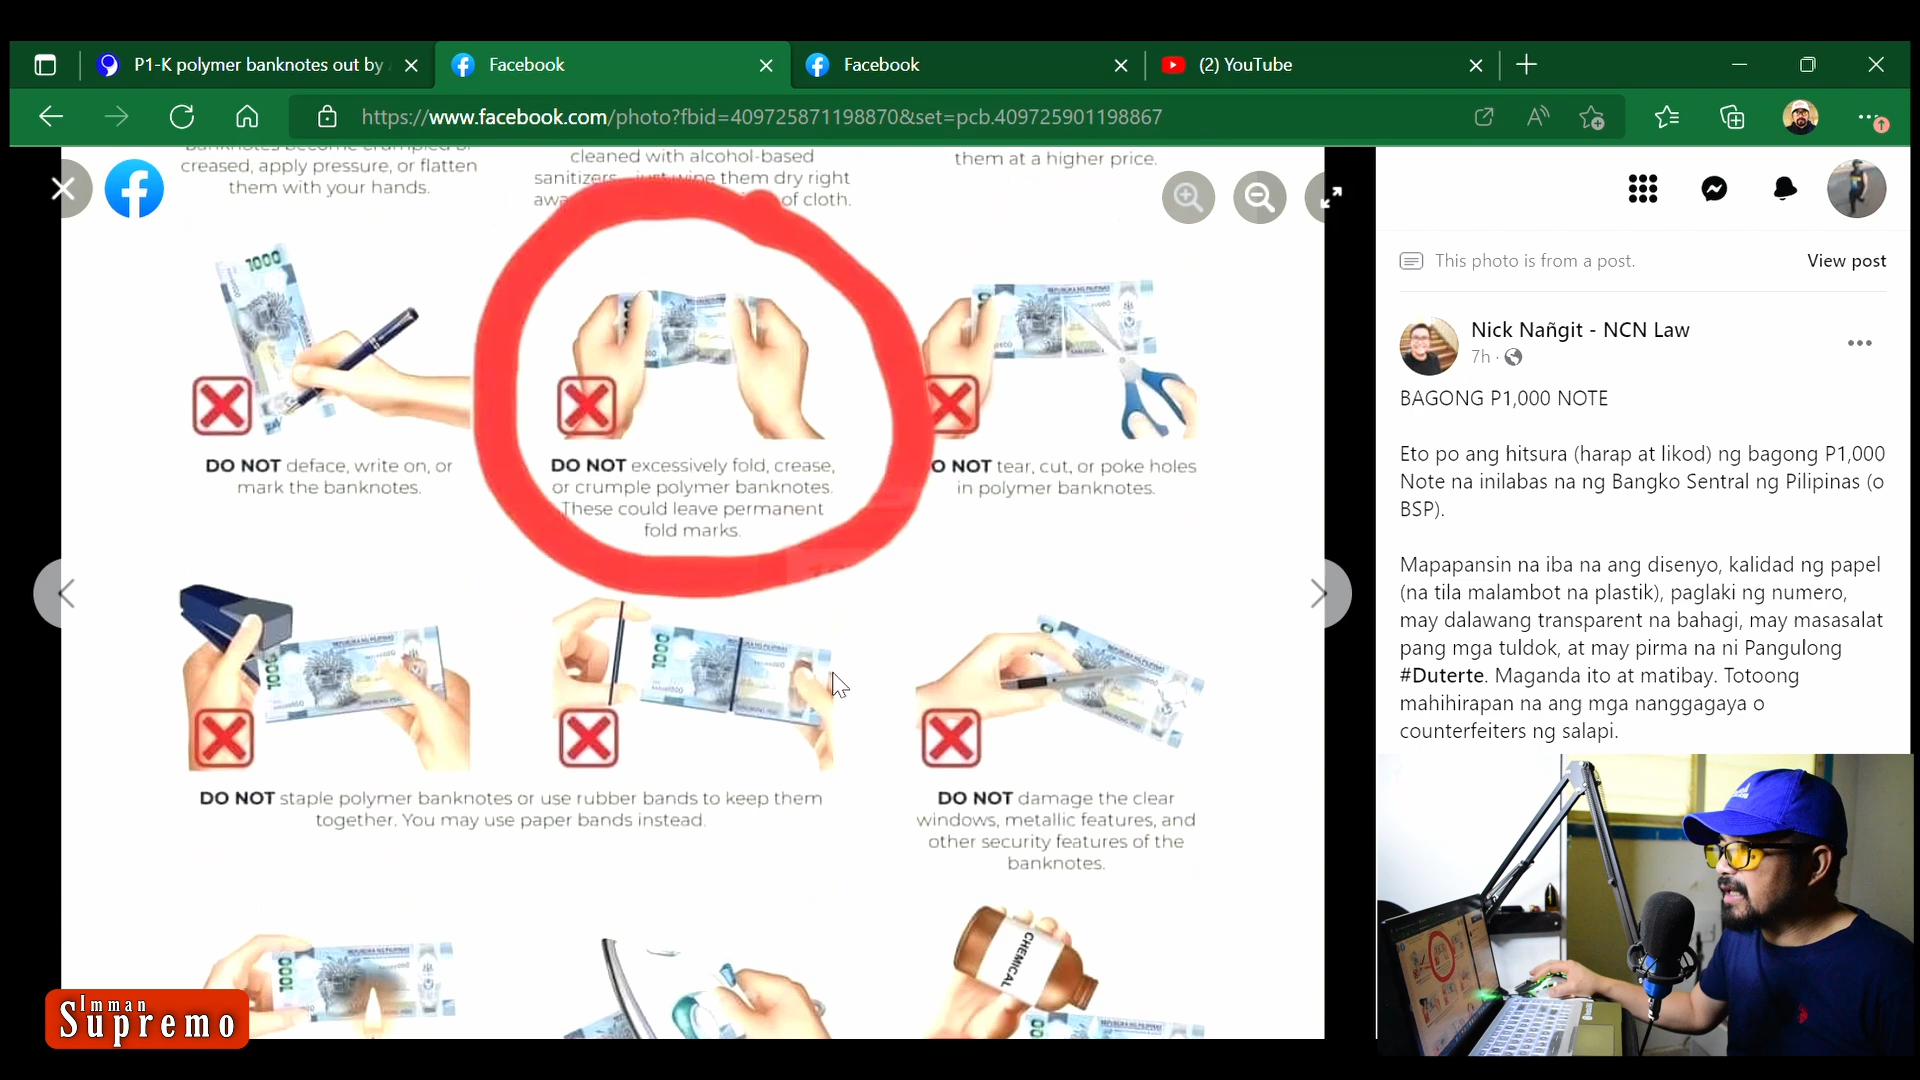 P1-K polymer banknotes out by
Facebook
Facebook
(2) YouTube
https://www.facebook.com/photo?fbid=409725871198870&set=pcb.409725901198867
creased, apply pressure, or flatten
them with your hands.
cleaned with alcohol-based
sanitizers
just wipe them dry right
of cloth.
them at a higher price.
1000
DO NOT deface, write on, or
mark the banknotes.
DO NOT excessively fold, crease,
or crumple polymer banknotes.
These could leave permanent
fold marks.
O NOT tear, cut, or poke holes
in polymer banknotes.
1000
1000
DO NOT staple polymer banknotes or use rubber bands to keep them
together. You may use paper bands instead.
DO NOT damage the clear
windows, metallic features, and
other security features of the
banknotes.
1000
CHEMICAL
Imman
Supremo
This photo is from a post.
View post
Nick Nañgit - NCN Law
7h ·
BAGONG P1,000 NOTE
Eto po ang hitsura (harap at likod) ng bagong P1,000
Note na inilabas na ng Bangko Sentral ng Pilipinas (o
BSP).
Mapapansin na iba na ang disenyo, kalidad ng papel
(na tila malambot na plastik), paglaki ng numero,
may dalawang transparent na bahagi, may masasalat
pang mga tuldok, at may pirma na ni Pangulong
#Duterte. Maganda ito at matibay. Totoong
mahihirapan na ang mga nanggagaya o
counterfeiters ng salapi.